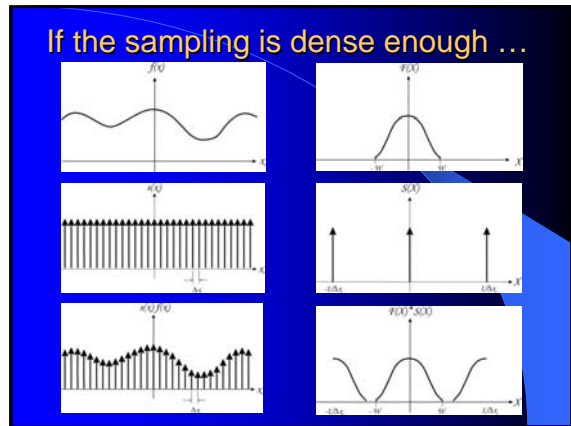 If the sampling is dense enough …
f(x)
x
F(X)
-W
W
X
s(x)
x
Δx
S(X)
-1/Δx
1/Δx
X
s(x)f(x)
x
Δx
F(X)*S(X)
-1/Δx
-W
W
1/Δx
X